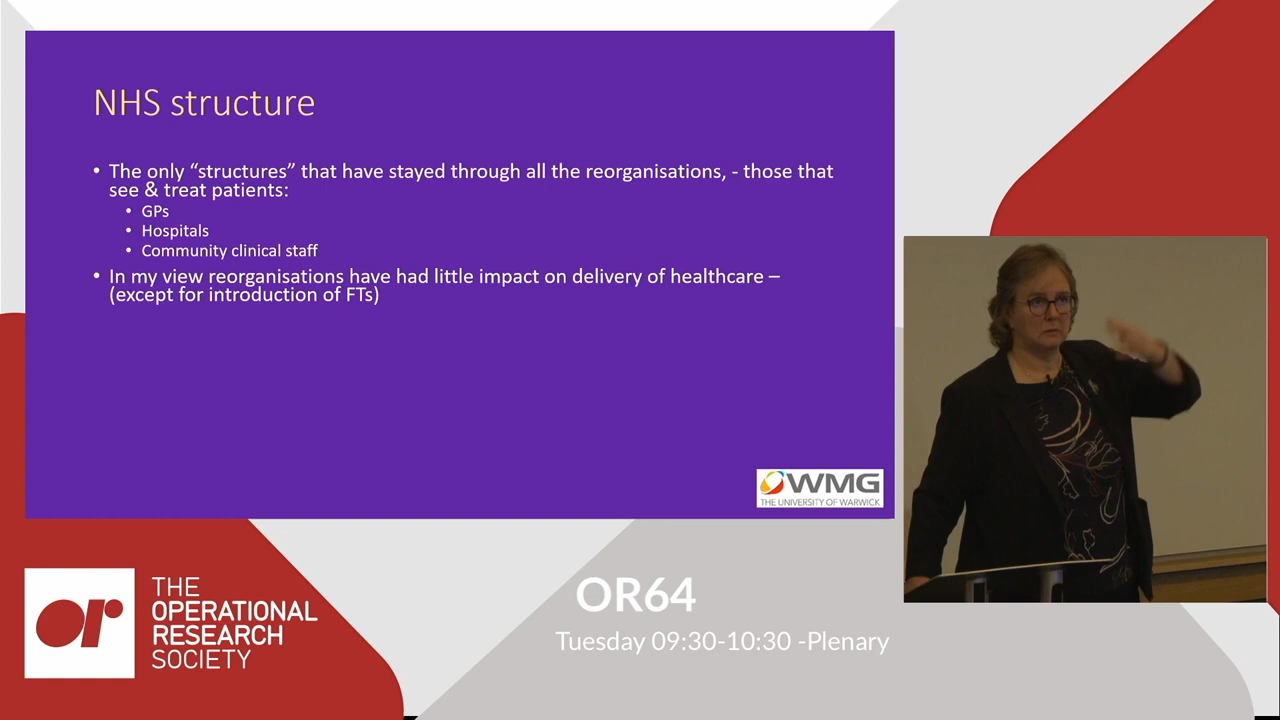 NHS structure
• The only “structures” that have stayed through all the reorganisations, - those that
see & treat patients:
• GPs
• Hospitals
• Community clinical staff
• In my view reorganisations have had little impact on delivery of healthcare –
(except for introduction of FTs)
WMG
THE UNIVERSITY OF WARWICK
or
THE
OPERATIONAL
RESEARCH
SOCIETY
OR64
Tuesday 09:30-10:30 -Plenary